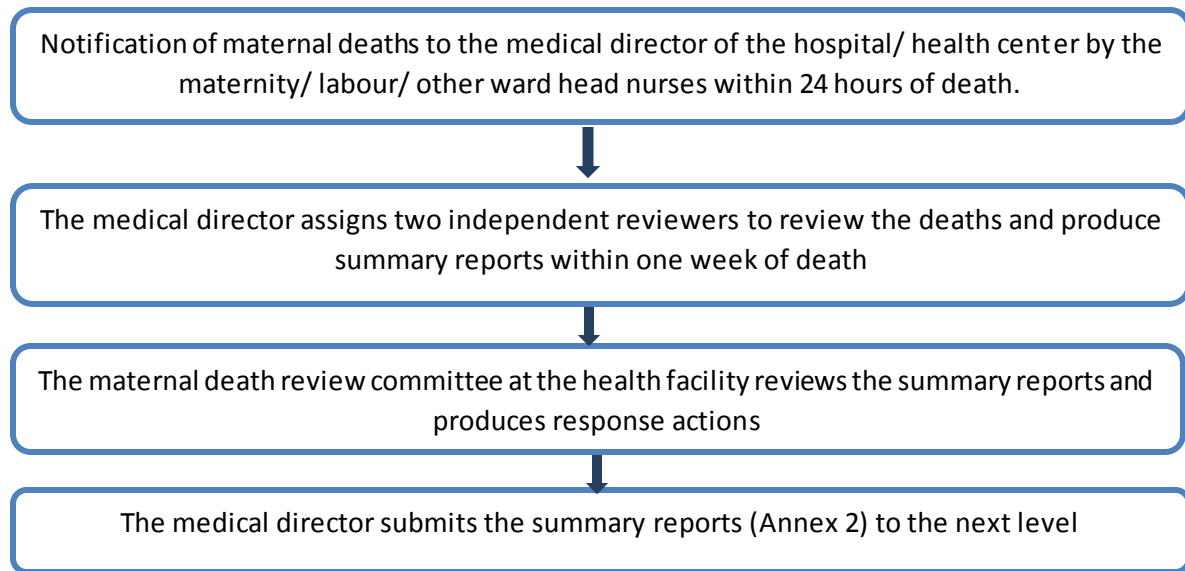 Notification of maternal deaths to the medical director of the hospital/ health center by the
maternity/ labour/ other ward head nurses within 24 hours of death.
The medical director assigns two independent reviewers to review the deaths and produce
summary reports within one week of death
The maternal death review committee at the health facility reviews the summary reports and
produces response actions
The medical director submits the summary reports (Annex 2) to the next level